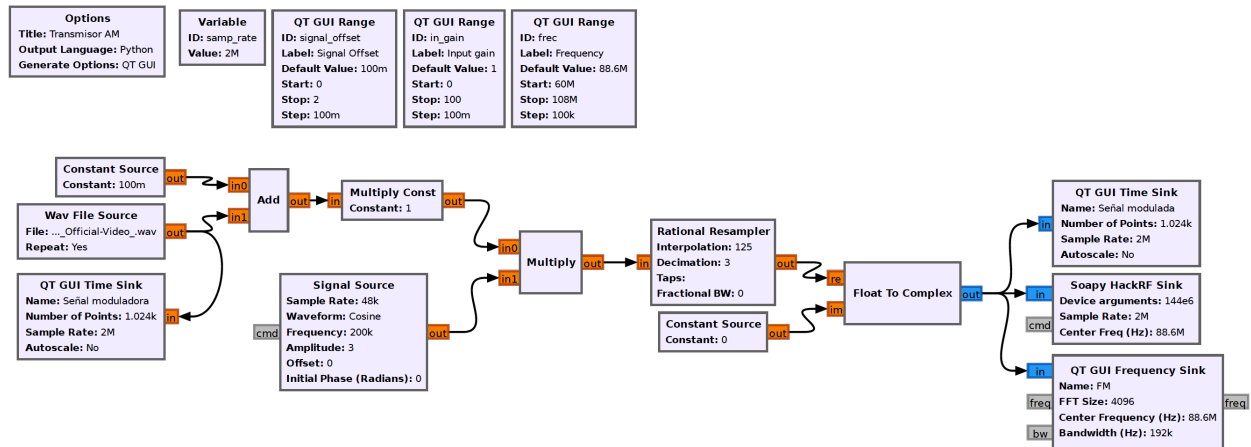 Options
Title: Transmisor AM
Output Language: Python
Generate Options: QT GUI
Variable
ID: samp_rate
Value: 2M
QT GUI Range
ID: signal_offset
Label: Signal Offset
Default Value: 100m
Start: 0
Stop: 2
Step: 100m
QT GUI Range
ID: in_gain
Label: Input gain
Default Value: 1
Start: 0
Stop: 100
Step: 100m
QT GUI Range
ID: frec
Label: Frequency
Default Value: 88.6M
Start: 60M
Stop: 108M
Step: 100k
Constant Source
Constant: 100m
out
Wav File Source
File: ..._Official-Video_.wav
Repeat: Yes
out
QT GUI Time Sink
Name: Señal moduladora
Number of Points: 1.024k
Sample Rate: 2M
Autoscale: No
in
in0
in1
Add
out
in
Multiply Const
Constant: 1
out
cmd
Signal Source
Sample Rate: 48k
Waveform: Cosine
Frequency: 200k
Amplitude: 3
Offset: 0
Initial Phase (Radians): 0
out
in0
in1
Multiply
out
in
Rational Resampler
Interpolation: 125
Decimation: 3
Taps:
Fractional BW: 0
out
Constant Source
Constant: 0
out
re
im
Float To Complex
out
in
QT GUI Time Sink
Name: Señal modulada
Number of Points: 1.024k
Sample Rate: 2M
Autoscale: No
in
cmd
Soapy HackRF Sink
Device arguments: 144e6
Sample Rate: 2M
Center Freq (Hz): 88.6M
in
freq
bw
QT GUI Frequency Sink
Name: FM
FFT Size: 4096
Center Frequency (Hz): 88.6M
Bandwidth (Hz): 192k
freq